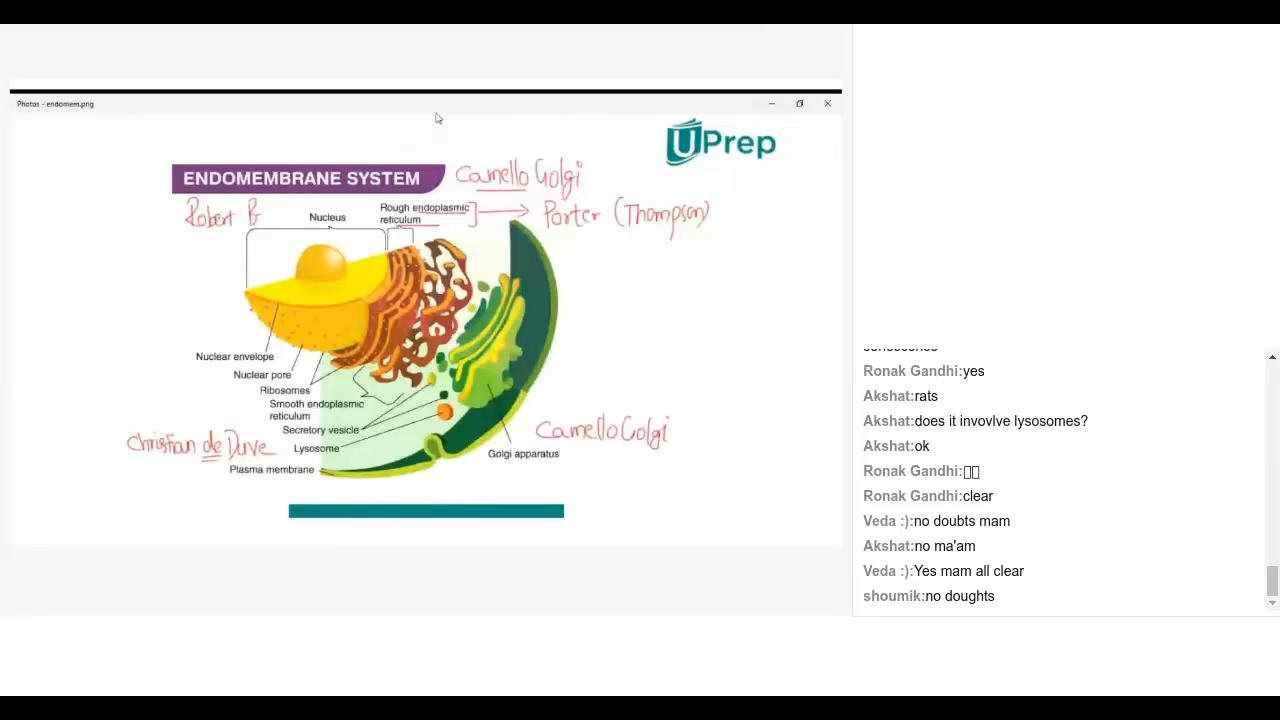 Photos - endomem.png
UPrep
ENDOMEMBRANE SYSTEM
Camello Golgi
Robert B
Nucleus
Rough endoplasmic
reticulum
Porter (Thompson)
Nuclear envelope
Nuclear pore
Ribosomes
Smooth endoplasmic
reticulum
Secretory vesicle
Christian de Duve
Lysosome
Plasma membrane
Camello Golgi
Golgi apparatus
Ronak Gandhi:yes
Akshat:rats
Akshat:does it invovlve lysosomes?
Akshat:ok
Ronak Gandhi:
Ronak Gandhi:clear
Veda :):no doubts mam
Akshat:no ma'am
Veda :):Yes mam all clear
shoumik:no doughts